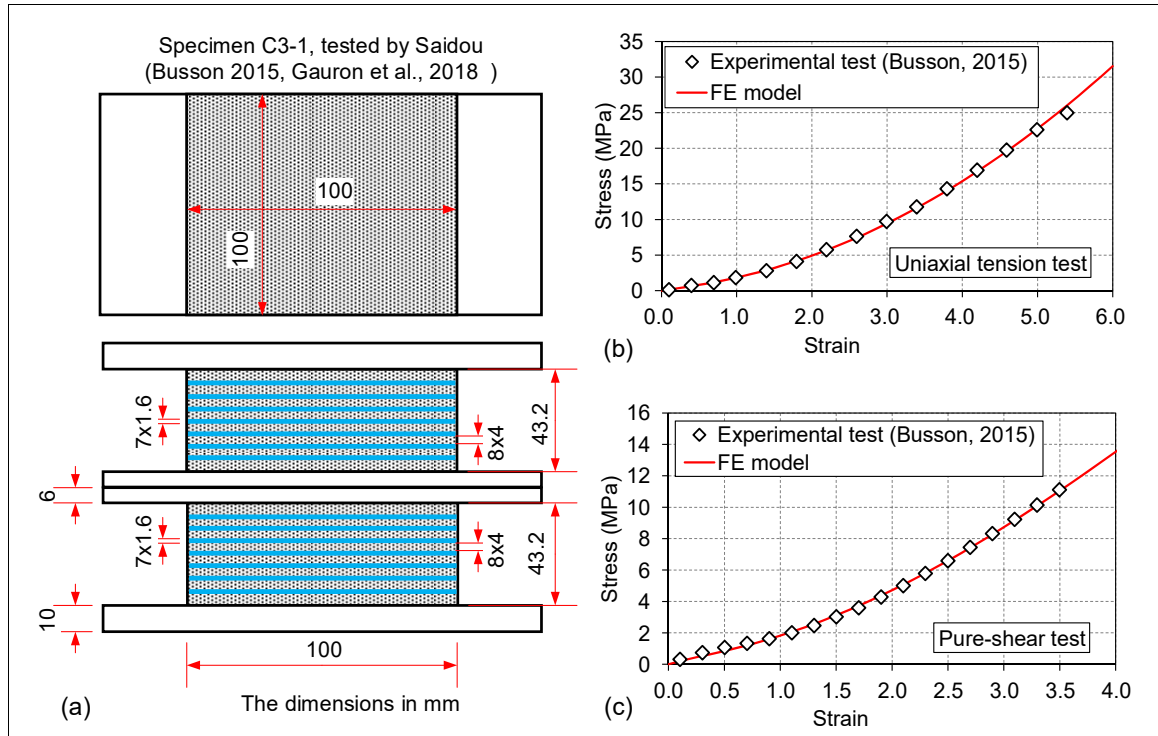 Specimen C3-1, tested by Saidou
(Busson 2015, Gauron et al., 2018 )
100
100
7x1.6
8x4
43.2
6
7x1.6
8x4
43.2
10
100
(a)
The dimensions in mm
35
30
25
20
15
10
5
0
Stress (MPa)
Experimental test (Busson, 2015)
FE model
Uniaxial tension test
0.0 1.0 2.0 3.0 4.0 5.0 6.0
Strain
(b)
16
14
12
10
8
6
4
2
0
Stress (MPa)
Experimental test (Busson, 2015)
FE model
Pure-shear test
0.0 0.5 1.0 1.5 2.0 2.5 3.0 3.5 4.0
Strain
(c)